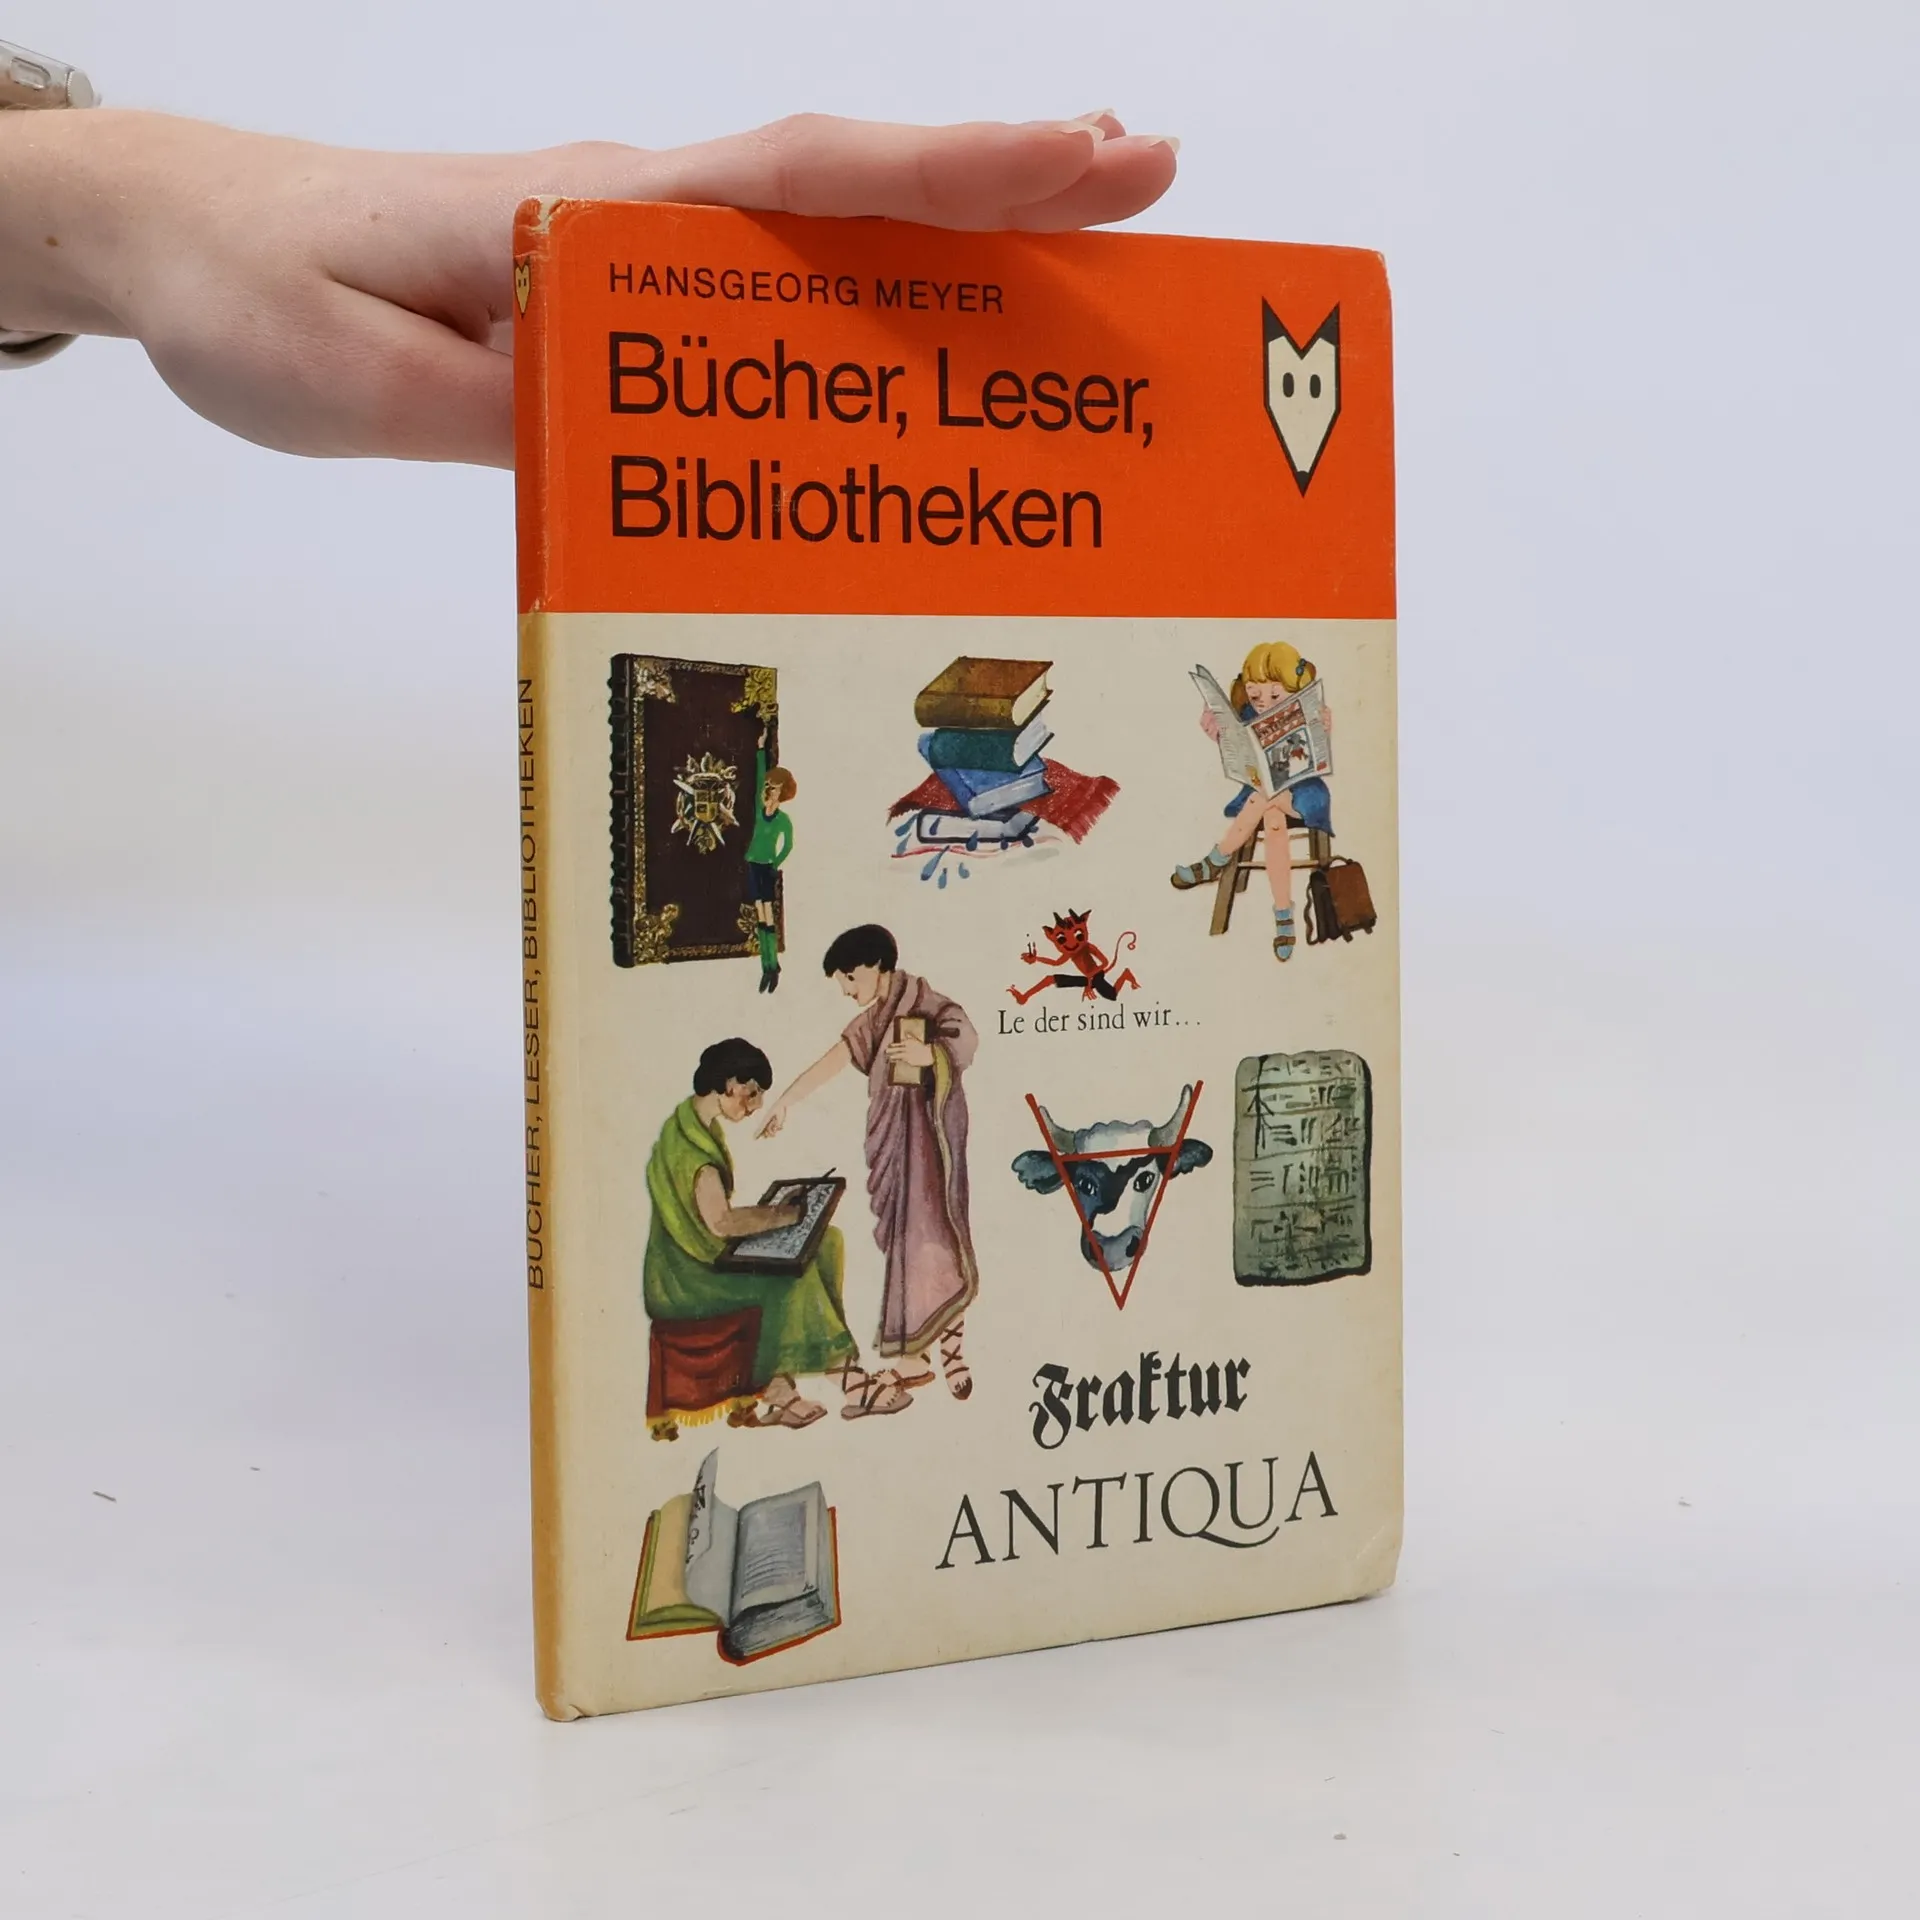 HANSGEORG MEYER
Bücher, Leser,
Bibliotheken
BÜCHER, LESER, BIBLIOTHEKEN
Le der sind wir...
Fraktur
ANTIQUA